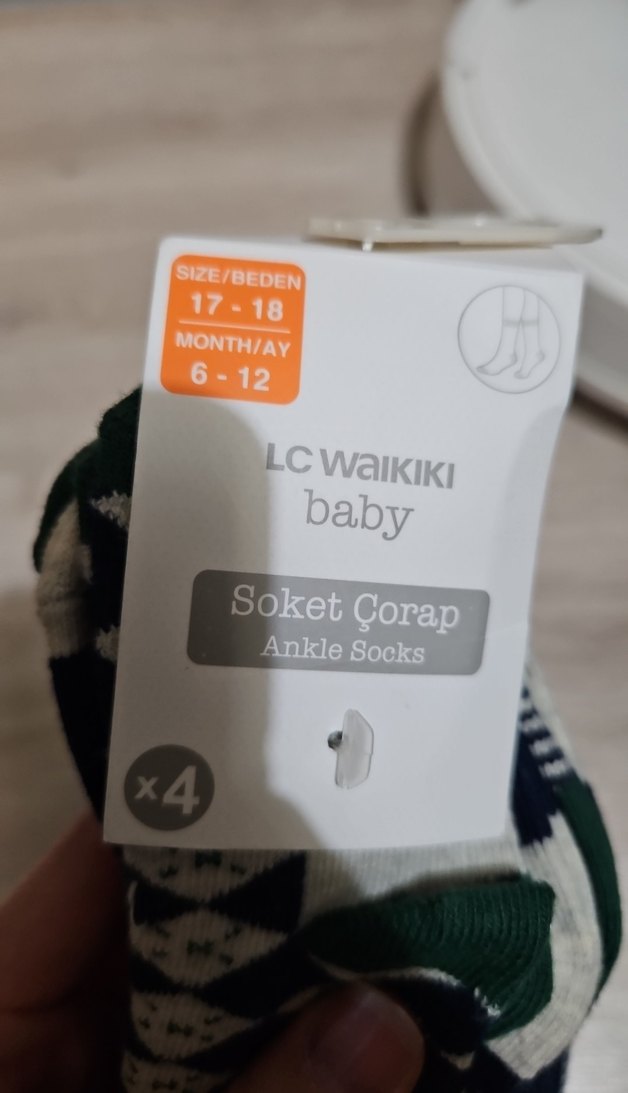 SIZE/BEDEN
17 - 18
MONTH/AY
6 - 12
LC WAIKIKI
baby
Soket Çorap
Ankle Socks
x4